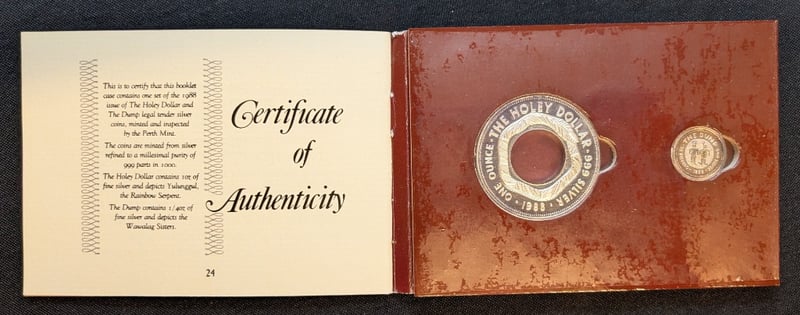 This is to certify that this booklet
case contains one set of the 1988
issue of The Holey Dollar and
The Dump legal tender silver
coins, minted and inspected
by the Perth Mint.
The coins are minted from silver
refined to a millesimal purity of
999 parts in 1000.
The Holey Dollar contains 1oz of
fine silver and depicts Yulunggul,
the Rainbow Serpent.
The Dump contains 1/4oz of
fine silver and depicts the
Wawalag Sisters.
Certificate
of
Authenticity
24
THE HOLEY DOLLAR
ONE OUNCE · 999 SILVER
1988
THE DUMP